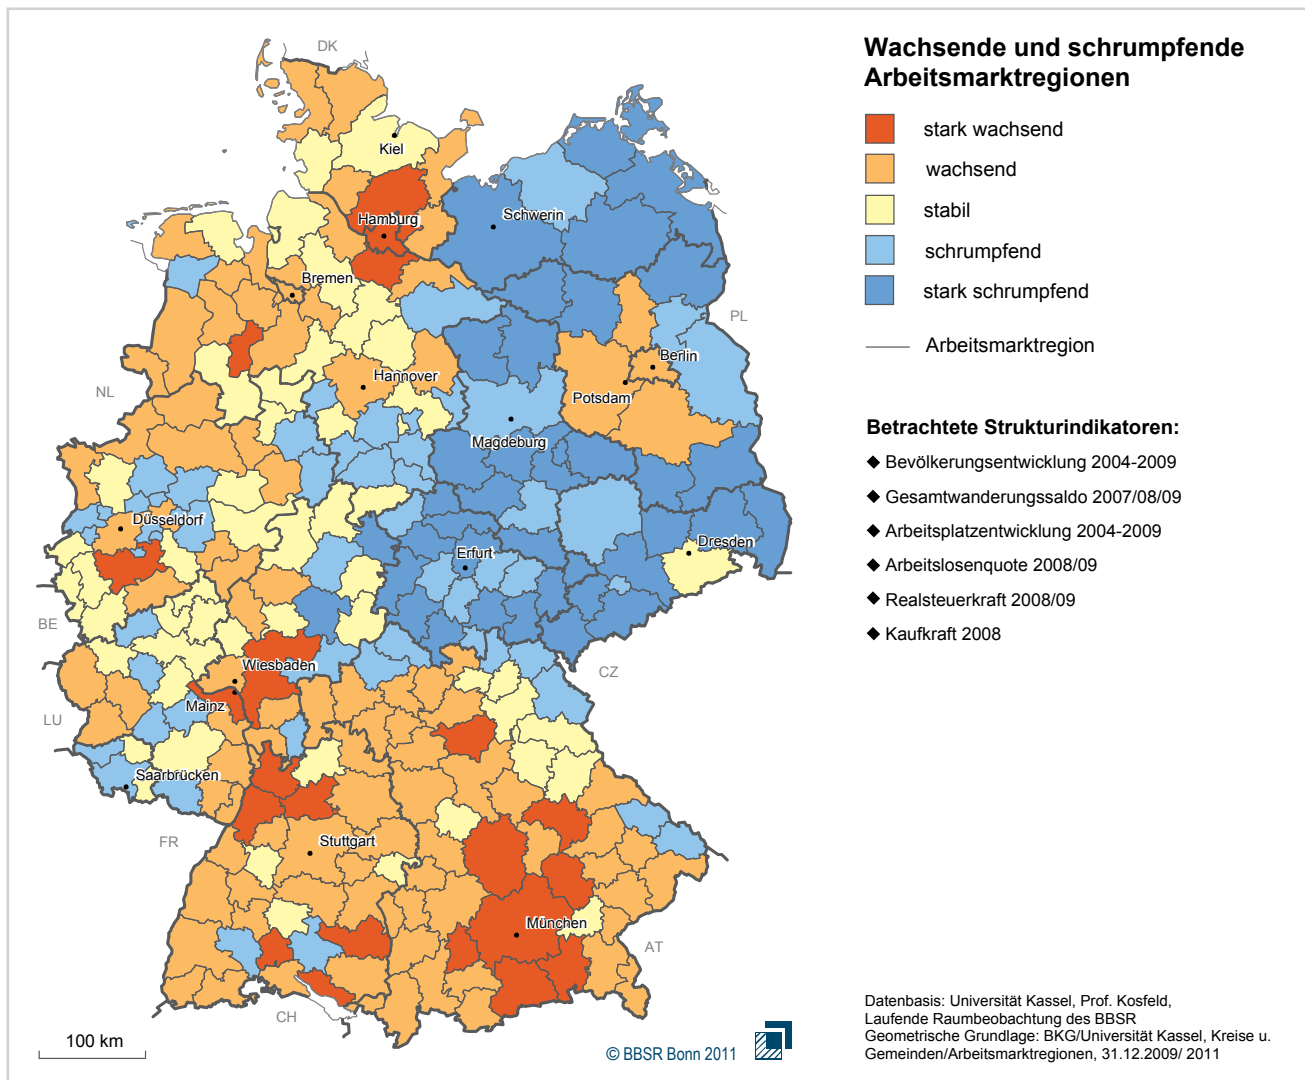 Wachsende und schrumpfende
Arbeitsmarktregionen
stark wachsend
wachsend
stabil
schrumpfend
stark schrumpfend
Arbeitsmarktregion
Betrachtete Strukturindikatoren:
◆ Bevölkerungsentwicklung 2004-2009
◆ Gesamtwanderungssaldo 2007/08/09
◆ Arbeitsplatzentwicklung 2004-2009
◆ Arbeitslosenquote 2008/09
◆ Realsteuerkraft 2008/09
◆ Kaufkraft 2008
DK
Kiel
Schwerin
Hamburg
Bremen
PL
Berlin
NL
Hannover
Potsdam
Magdeburg
Düsseldorf
Dresden
Erfurt
BE
Wiesbaden
CZ
Mainz
LU
Saarbrücken
FR
Stuttgart
München
AT
CH
100 km
© BBSR Bonn 2011
Datenbasis: Universität Kassel, Prof. Kosfeld,
Laufende Raumbeobachtung des BBSR
Geometrische Grundlage: BKG/Universität Kassel, Kreise u.
Gemeinden/Arbeitsmarktregionen, 31.12.2009/ 2011